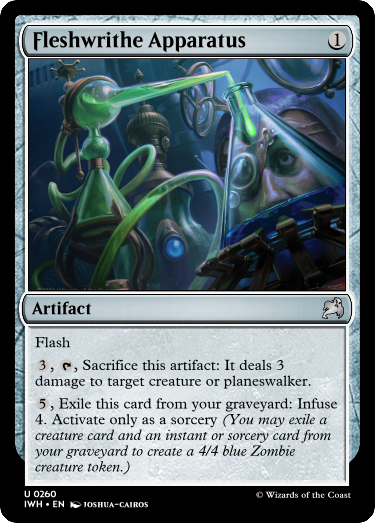 Fleshwrithe Apparatus 1
Artifact
Flash
3, , Sacrifice this artifact: It deals 3
damage to target creature or planeswalker.
5, Exile this card from your graveyard: Infuse
4. Activate only as a sorcery (You may exile a
creature card and an instant or sorcery card from
your graveyard to create a 4/4 blue Zombie
creature token.)
U 0260
IWH • EN JOSHUA-CAIROS
© Wizards of the Coast